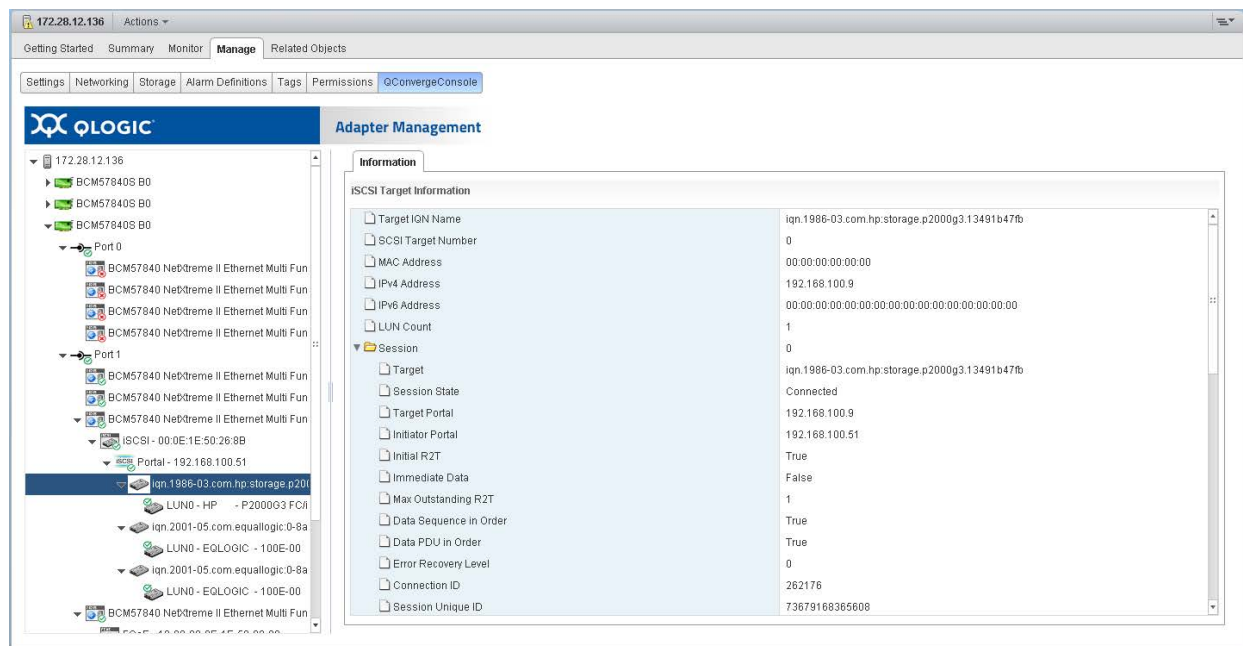 172.28.12.136 Actions
Getting Started Summary Monitor Manage Related Objects
Settings Networking Storage Alarm Definitions Tags Permissions QConvergeConsole
QLOGIC
Adapter Management
172.28.12.136
BCM57840S B0
BCM57840S B0
BCM57840S B0
Port 0
BCM57840 NetXtreme II Ethernet Multi Fun
BCM57840 NetXtreme II Ethernet Multi Fun
BCM57840 NetXtreme II Ethernet Multi Fun
BCM57840 NetXtreme II Ethernet Multi Fun
Port 1
BCM57840 NetXtreme II Ethernet Multi Fun
BCM57840 NetXtreme II Ethernet Multi Fun
BCM57840 NetXtreme II Ethernet Multi Fun
iSCSI - 00:0E:1E:50:26:8B
Portal - 192.168.100.51
iqn.1986-03.com.hp:storage.p200
LUN0 - HP - P2000G3 FC/i
iqn.2001-05.com.equallogic:0-8a
LUN0 - EQLOGIC - 100E-00
iqn.2001-05.com.equallogic:0-8a
LUN0 - EQLOGIC - 100E-00
BCM57840 NetXtreme II Ethernet Multi Fun
Information
iSCSI Target Information
Target IQN Name iqn.1986-03.com.hp:storage.p2000g3.13491b47fb
SCSI Target Number 0
MAC Address 00:00:00:00:00:00
IPv4 Address 192.168.100.9
IPv6 Address 00:00:00:00:00:00:00:00:00:00:00:00:00:00:00:00
LUN Count 1
Session 0
Target iqn.1986-03.com.hp:storage.p2000g3.13491b47fb
Session State Connected
Target Portal 192.168.100.9
Initiator Portal 192.168.100.51
Initial R2T True
Immediate Data False
Max Outstanding R2T 1
Data Sequence in Order True
Data PDU in Order True
Error Recovery Level 0
Connection ID 262176
Session Unique ID 73679168365608